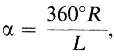 α = 360°R / L,